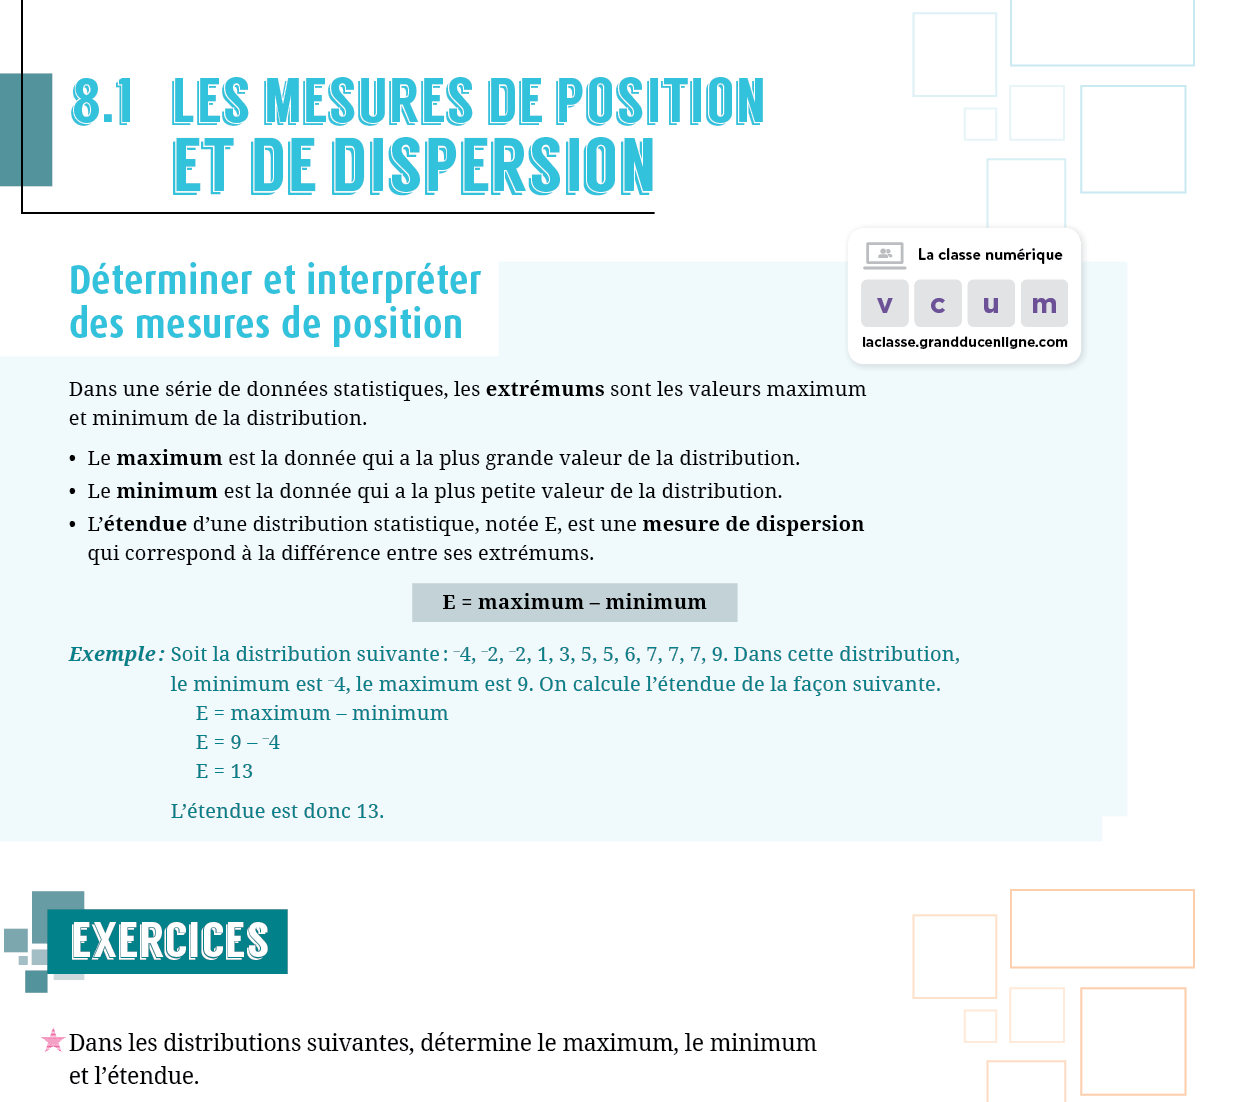 8.1 LES MESURES DE POSITION
ET DE DISPERSION
La classe numérique
v c u m
laclasse.grandducenligne.com
Déterminer et interpréter
des mesures de position
Dans une série de données statistiques, les extrémums sont les valeurs maximum
et minimum de la distribution.
• Le maximum est la donnée qui a la plus grande valeur de la distribution.
• Le minimum est la donnée qui a la plus petite valeur de la distribution.
• L’étendue d’une distribution statistique, notée E, est une mesure de dispersion
qui correspond à la différence entre ses extrémums.
E = maximum – minimum
Exemple : Soit la distribution suivante : ⁻4, ⁻2, ⁻2, 1, 3, 5, 5, 6, 7, 7, 7, 9. Dans cette distribution,
le minimum est ⁻4, le maximum est 9. On calcule l’étendue de la façon suivante.
E = maximum – minimum
E = 9 – ⁻4
E = 13
L’étendue est donc 13.
EXERCICES
Dans les distributions suivantes, détermine le maximum, le minimum
et l’étendue.